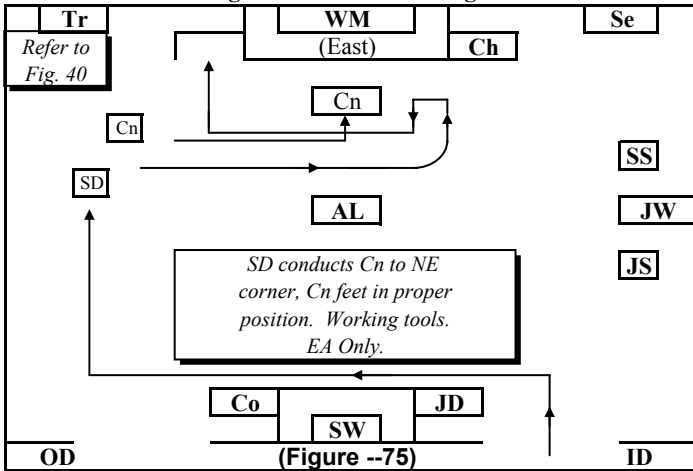 Tr WM Se
Refer to (East) Ch
Fig. 40
Cn
Cn
SS
SD
AL JW
JS
SD conducts Cn to NE
corner, Cn feet in proper
position. Working tools.
EA Only.
Co JD
SW
OD (Figure --75) ID